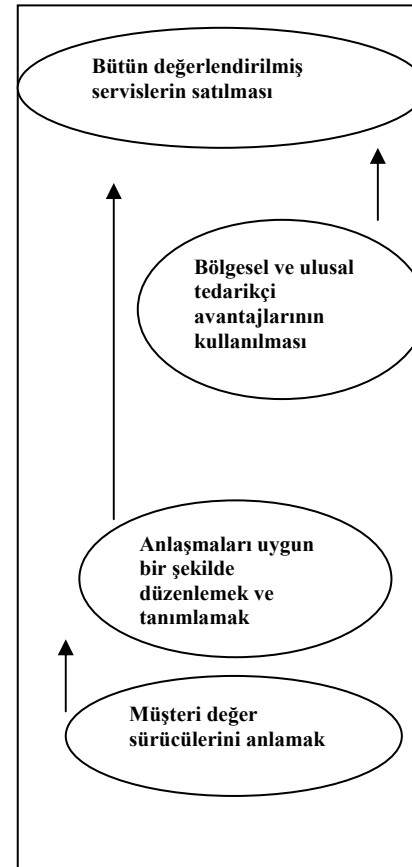 Bütün değerlendirilmiş
servislerin satılması
Bölgesel ve ulusal
tedarikçi
avantajlarının
kullanılması
Anlaşmaları uygun
bir şekilde
düzenlemek ve
tanımlamak
Müşteri değer
sürücülerini anlamak